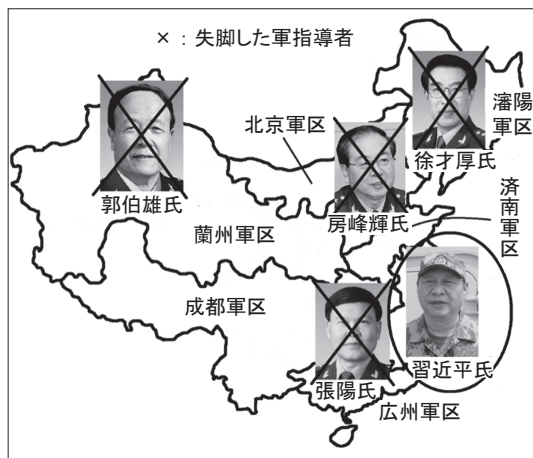 ×：失脚した軍指導者
瀋陽
軍区
北京軍区
徐才厚氏
郭伯雄氏
房峰輝氏
済南軍区
蘭州軍区
成都軍区
習近平氏
張陽氏
広州軍区